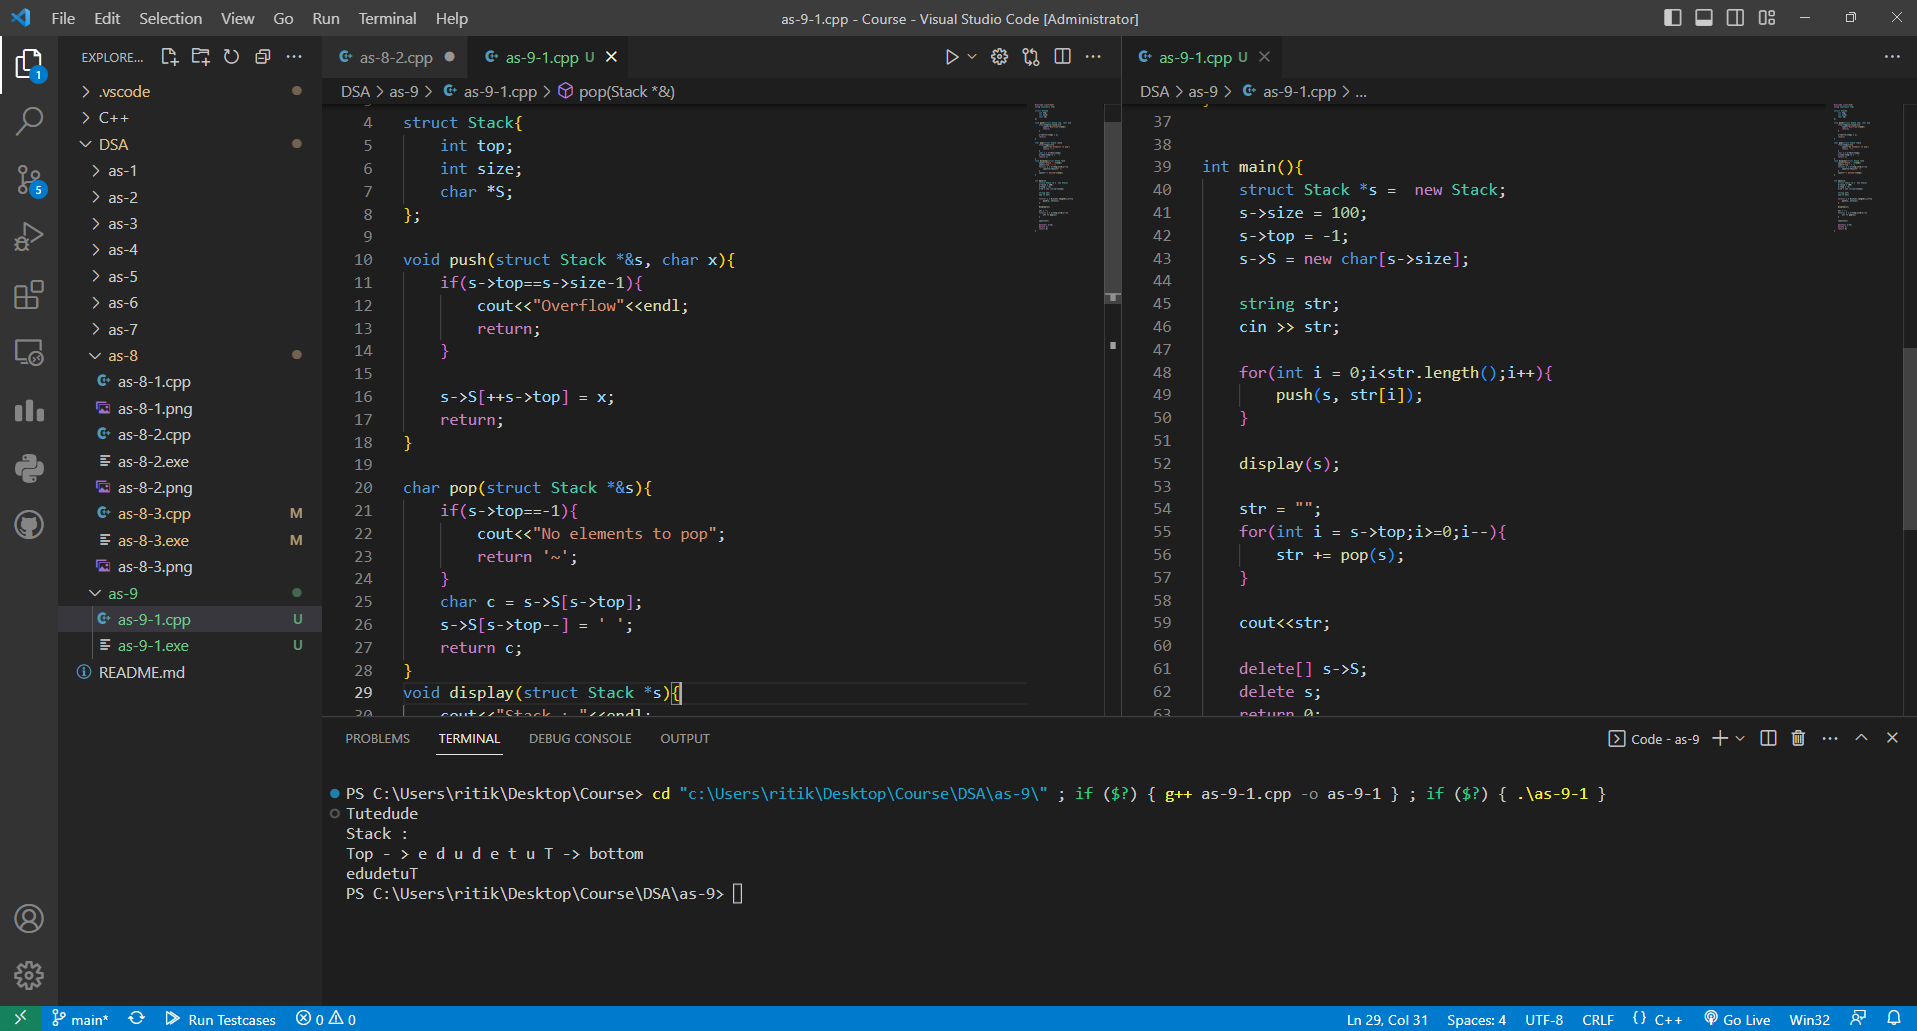 File Edit Selection View Go Run Terminal Help
as-9-1.cpp - Course - Visual Studio Code [Administrator]
EXPLORE...
.vscode
C++
DSA
as-1
as-2
as-3
as-4
as-5
as-6
as-7
as-8
as-8-1.cpp
as-8-1.png
as-8-2.cpp
as-8-2.exe
as-8-2.png
as-8-3.cpp M
as-8-3.exe M
as-8-3.png
as-9
as-9-1.cpp U
as-9-1.exe U
README.md
1
5
as-8-2.cpp
as-9-1.cpp U
DSA > as-9 > as-9-1.cpp > pop(Stack *&)
4 struct Stack{
5 int top;
6 int size;
7 char *S;
8 };
9
10 void push(struct Stack *&s, char x){
11 if(s->top==s->size-1){
12 cout<<"Overflow"<<endl;
13 return;
14 }
15
16 s->S[++s->top] = x;
17 return;
18 }
19
20 char pop(struct Stack *&s){
21 if(s->top==-1){
22 cout<<"No elements to pop";
23 return '~';
24 }
25 char c = s->S[s->top];
26 s->S[s->top--] = ' ';
27 return c;
28 }
29 void display(struct Stack *s){
30 cout<<"Stack : "<<endl;
as-9-1.cpp U
DSA > as-9 > as-9-1.cpp > ...
37
38
39 int main(){
40 struct Stack *s =  new Stack;
41 s->size = 100;
42 s->top = -1;
43 s->S = new char[s->size];
44
45 string str;
46 cin >> str;
47
48 for(int i = 0;i<str.length();i++){
49 push(s, str[i]);
50 }
51
52 display(s);
53
54 str = "";
55 for(int i = s->top;i>=0;i--){
56 str += pop(s);
57 }
58
59 cout<<str;
60
61 delete[] s->S;
62 delete s;
63 return 0;
PROBLEMS TERMINAL DEBUG CONSOLE OUTPUT
Code - as-9
PS C:\Users\ritik\Desktop\Course> cd "c:\Users\ritik\Desktop\Course\DSA\as-9\" ; if ($?) { g++ as-9-1.cpp -o as-9-1 } ; if ($?) { .\as-9-1 }
Tutedude
Stack :
Top - > e d u d e t u T -> bottom
edudetuT
PS C:\Users\ritik\Desktop\Course\DSA\as-9>
main* Run Testcases 0 0
Ln 29, Col 31 Spaces: 4 UTF-8 CRLF {} C++ Go Live Win32